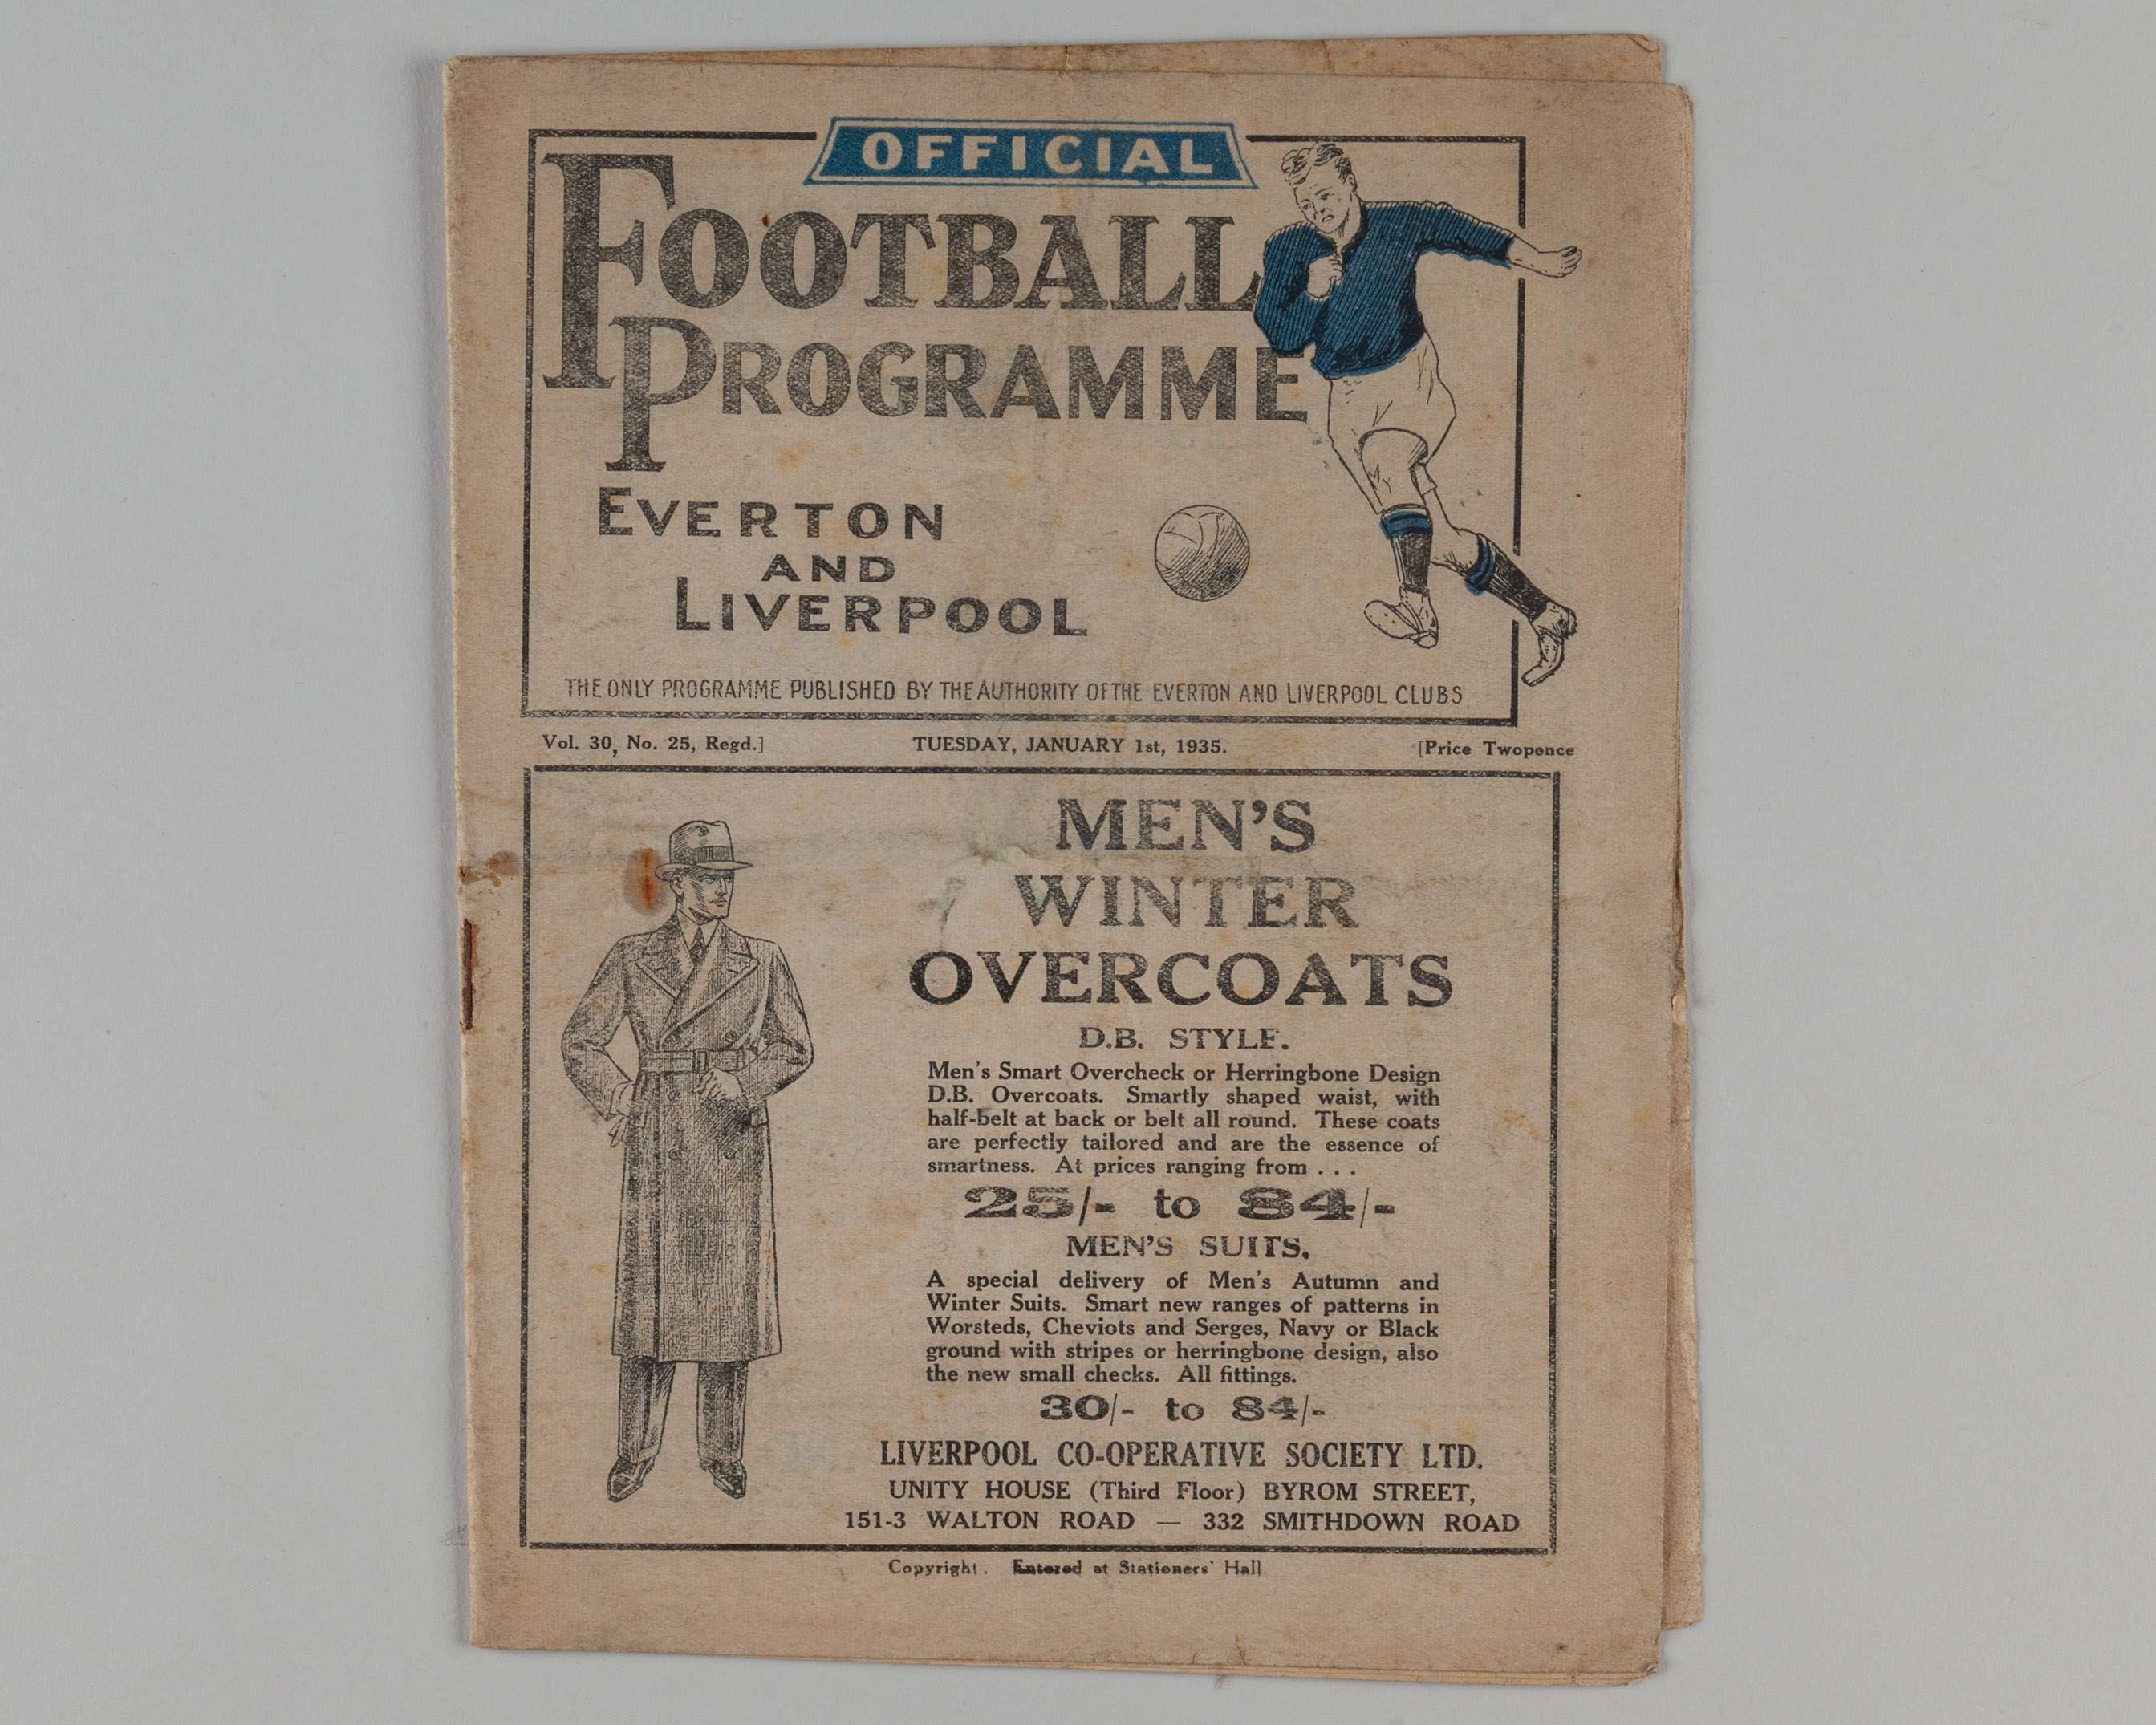 OFFICIAL
FOOTBALL
PROGRAMME
EVERTON
AND
LIVERPOOL
THE ONLY PROGRAMME PUBLISHED BY THE AUTHORITY OF THE EVERTON AND LIVERPOOL CLUBS
Vol. 30, No. 25, Regd.] TUESDAY, JANUARY 1st, 1935. [Price Twopence
MEN'S
WINTER
OVERCOATS
D.B. STYLE.
Men's Smart Overcheck or Herringbone Design
D.B. Overcoats. Smartly shaped waist, with
half-belt at back or belt all round. These coats
are perfectly tailored and are the essence of
smartness. At prices ranging from . . .
25/- to 84/-
MEN'S SUITS.
A special delivery of Men's Autumn and
Winter Suits. Smart new ranges of patterns in
Worsteds, Cheviots and Serges, Navy or Black
ground with stripes or herringbone design, also
the new small checks. All fittings.
30/- to 84/-
LIVERPOOL CO-OPERATIVE SOCIETY LTD.
UNITY HOUSE (Third Floor) BYROM STREET,
151-3 WALTON ROAD — 332 SMITHDOWN ROAD
Copyright. Entered at Stationers' Hall